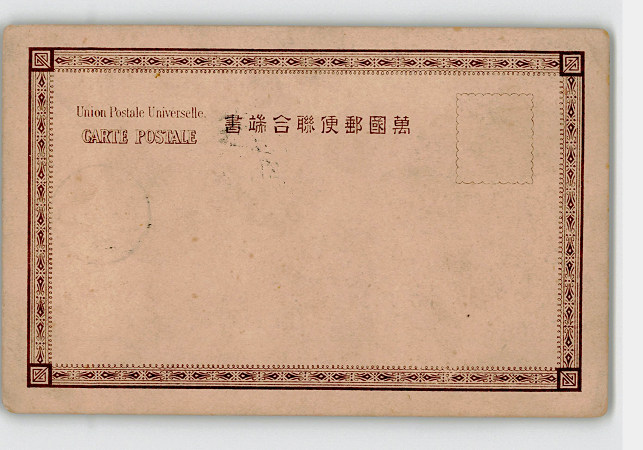 Union Postale Universelle.
CARTE POSTALE
萬國郵便聯合端書